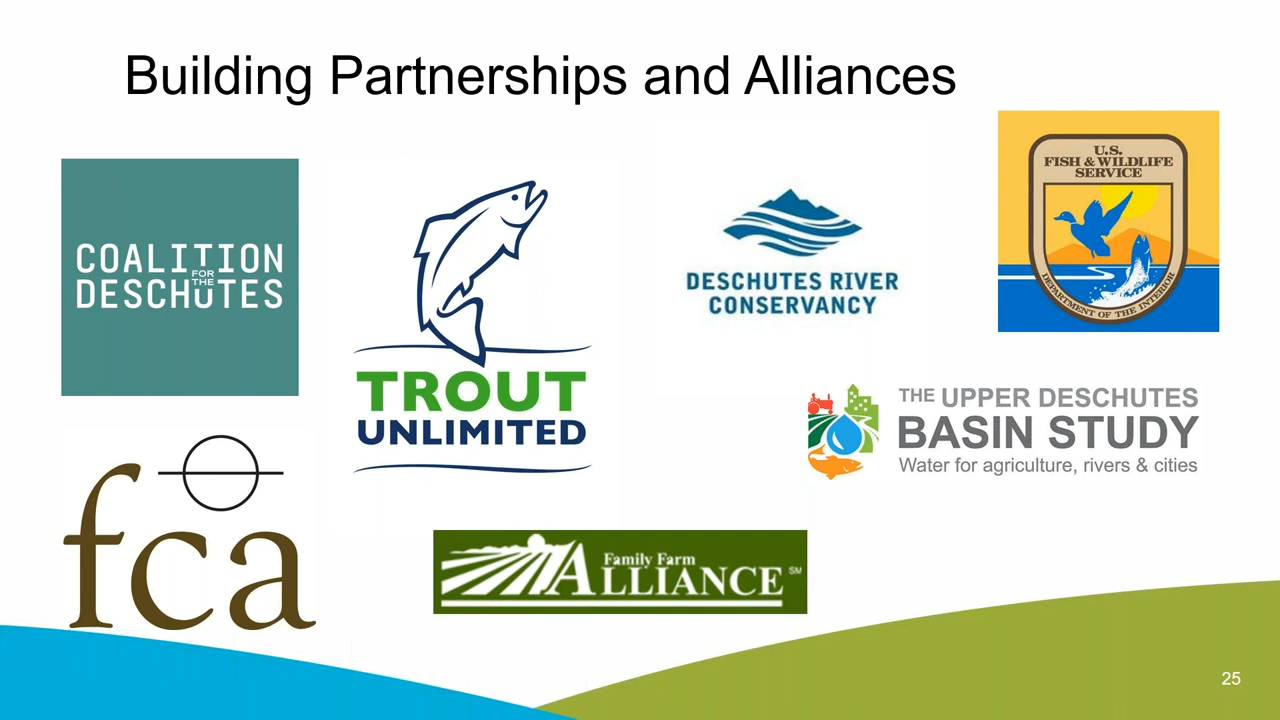 Building Partnerships and Alliances
COALITION
FOR
THE
DESCHUTES
TROUT
UNLIMITED
DESCHUTES RIVER
CONSERVANCY
U.S.
FISH & WILDLIFE
SERVICE
DEPARTMENT OF THE INTERIOR
THE UPPER DESCHUTES
BASIN STUDY
Water for agriculture, rivers & cities
fca
Family Farm
ALLIANCE SM
25